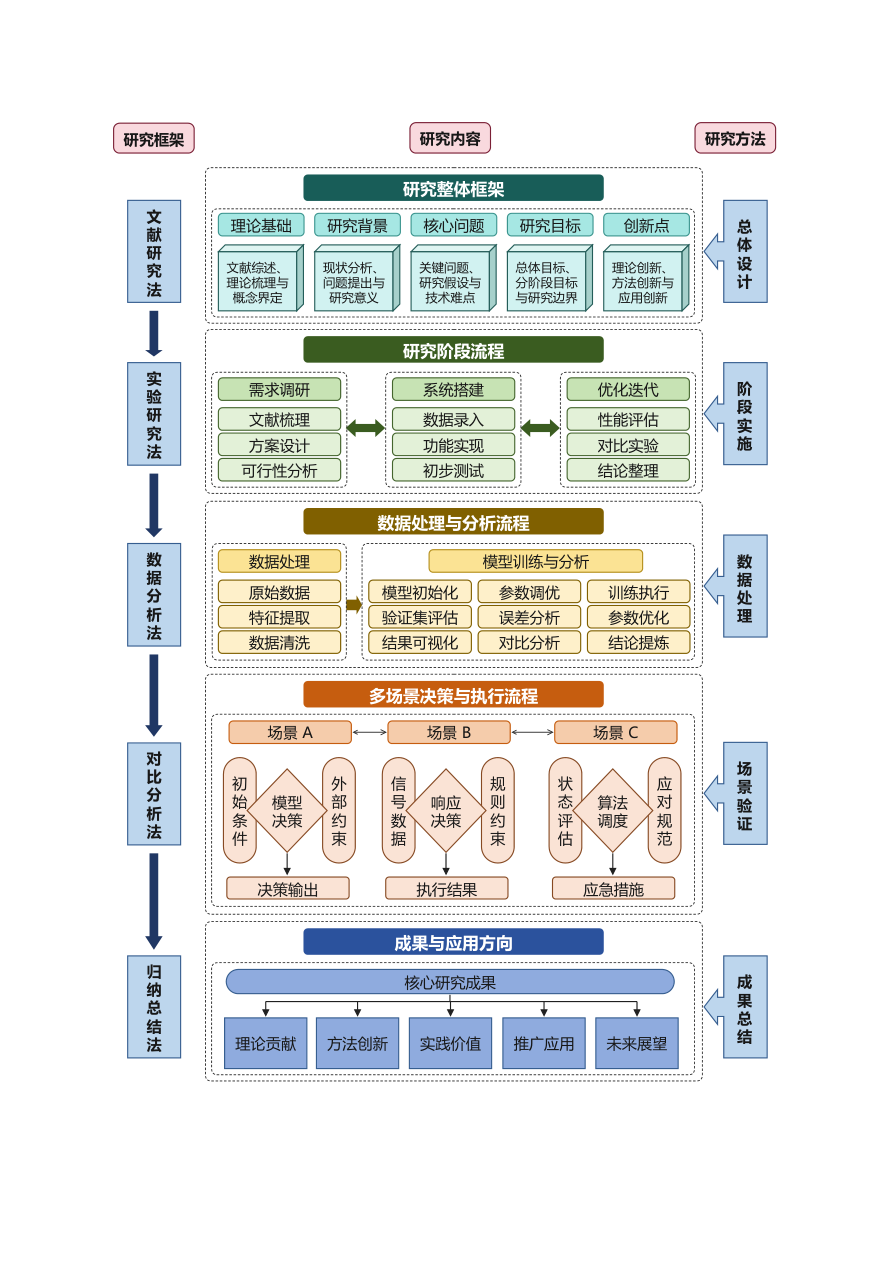 研究框架
研究内容
研究方法
文献研究法
研究整体框架
理论基础
研究背景
核心问题
研究目标
创新点
文献综述、
理论梳理与
概念界定
现状分析、
问题提出与
研究意义
关键问题、
研究假设与
技术难点
总体目标、
分阶段目标
与研究边界
理论创新、
方法创新与
应用创新
总体设计
实验研究法
研究阶段流程
需求调研
文献梳理
方案设计
可行性分析
系统搭建
数据录入
功能实现
初步测试
优化迭代
性能评估
对比实验
结论整理
阶段实施
数据分析法
数据处理与分析流程
数据处理
原始数据
特征提取
数据清洗
模型训练与分析
模型初始化
参数调优
训练执行
验证集评估
误差分析
参数优化
结果可视化
对比分析
结论提炼
数据处理
对比分析法
多场景决策与执行流程
场景 A
场景 B
场景 C
初始条件
模型
决策
外部约束
信号数据
响应
决策
规则约束
状态评估
算法
调度
应对规范
决策输出
执行结果
应急措施
场景验证
归纳总结法
成果与应用方向
核心研究成果
理论贡献
方法创新
实践价值
推广应用
未来展望
成果总结